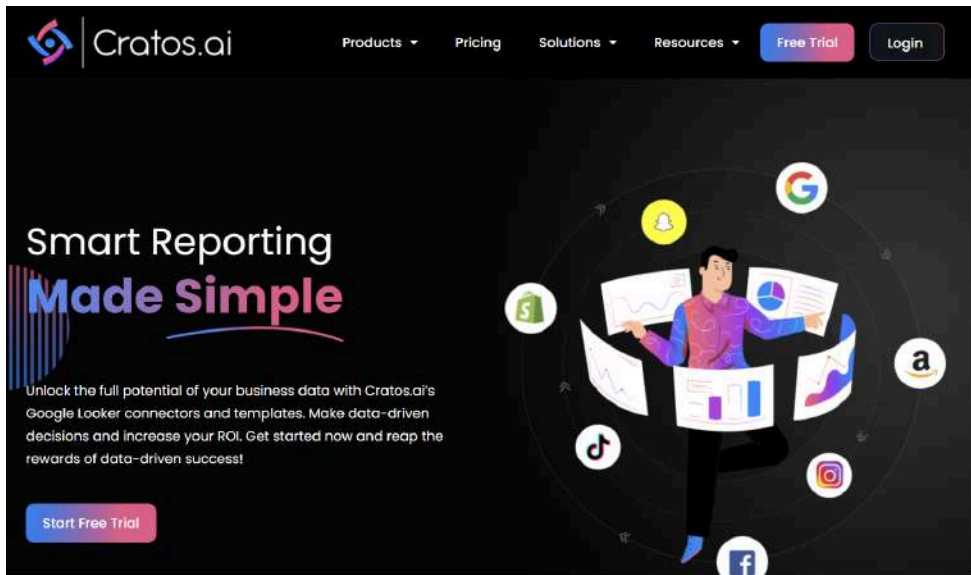 Cratos.ai
Products
Pricing
Solutions
Resources
Free Trial
Login
Smart Reporting
Made Simple
Unlock the full potential of your business data with Cratos.ai's
Google Looker connectors and templates. Make data-driven
decisions and increase your ROI. Get started now and reap the
rewards of data-driven success!
Start Free Trial